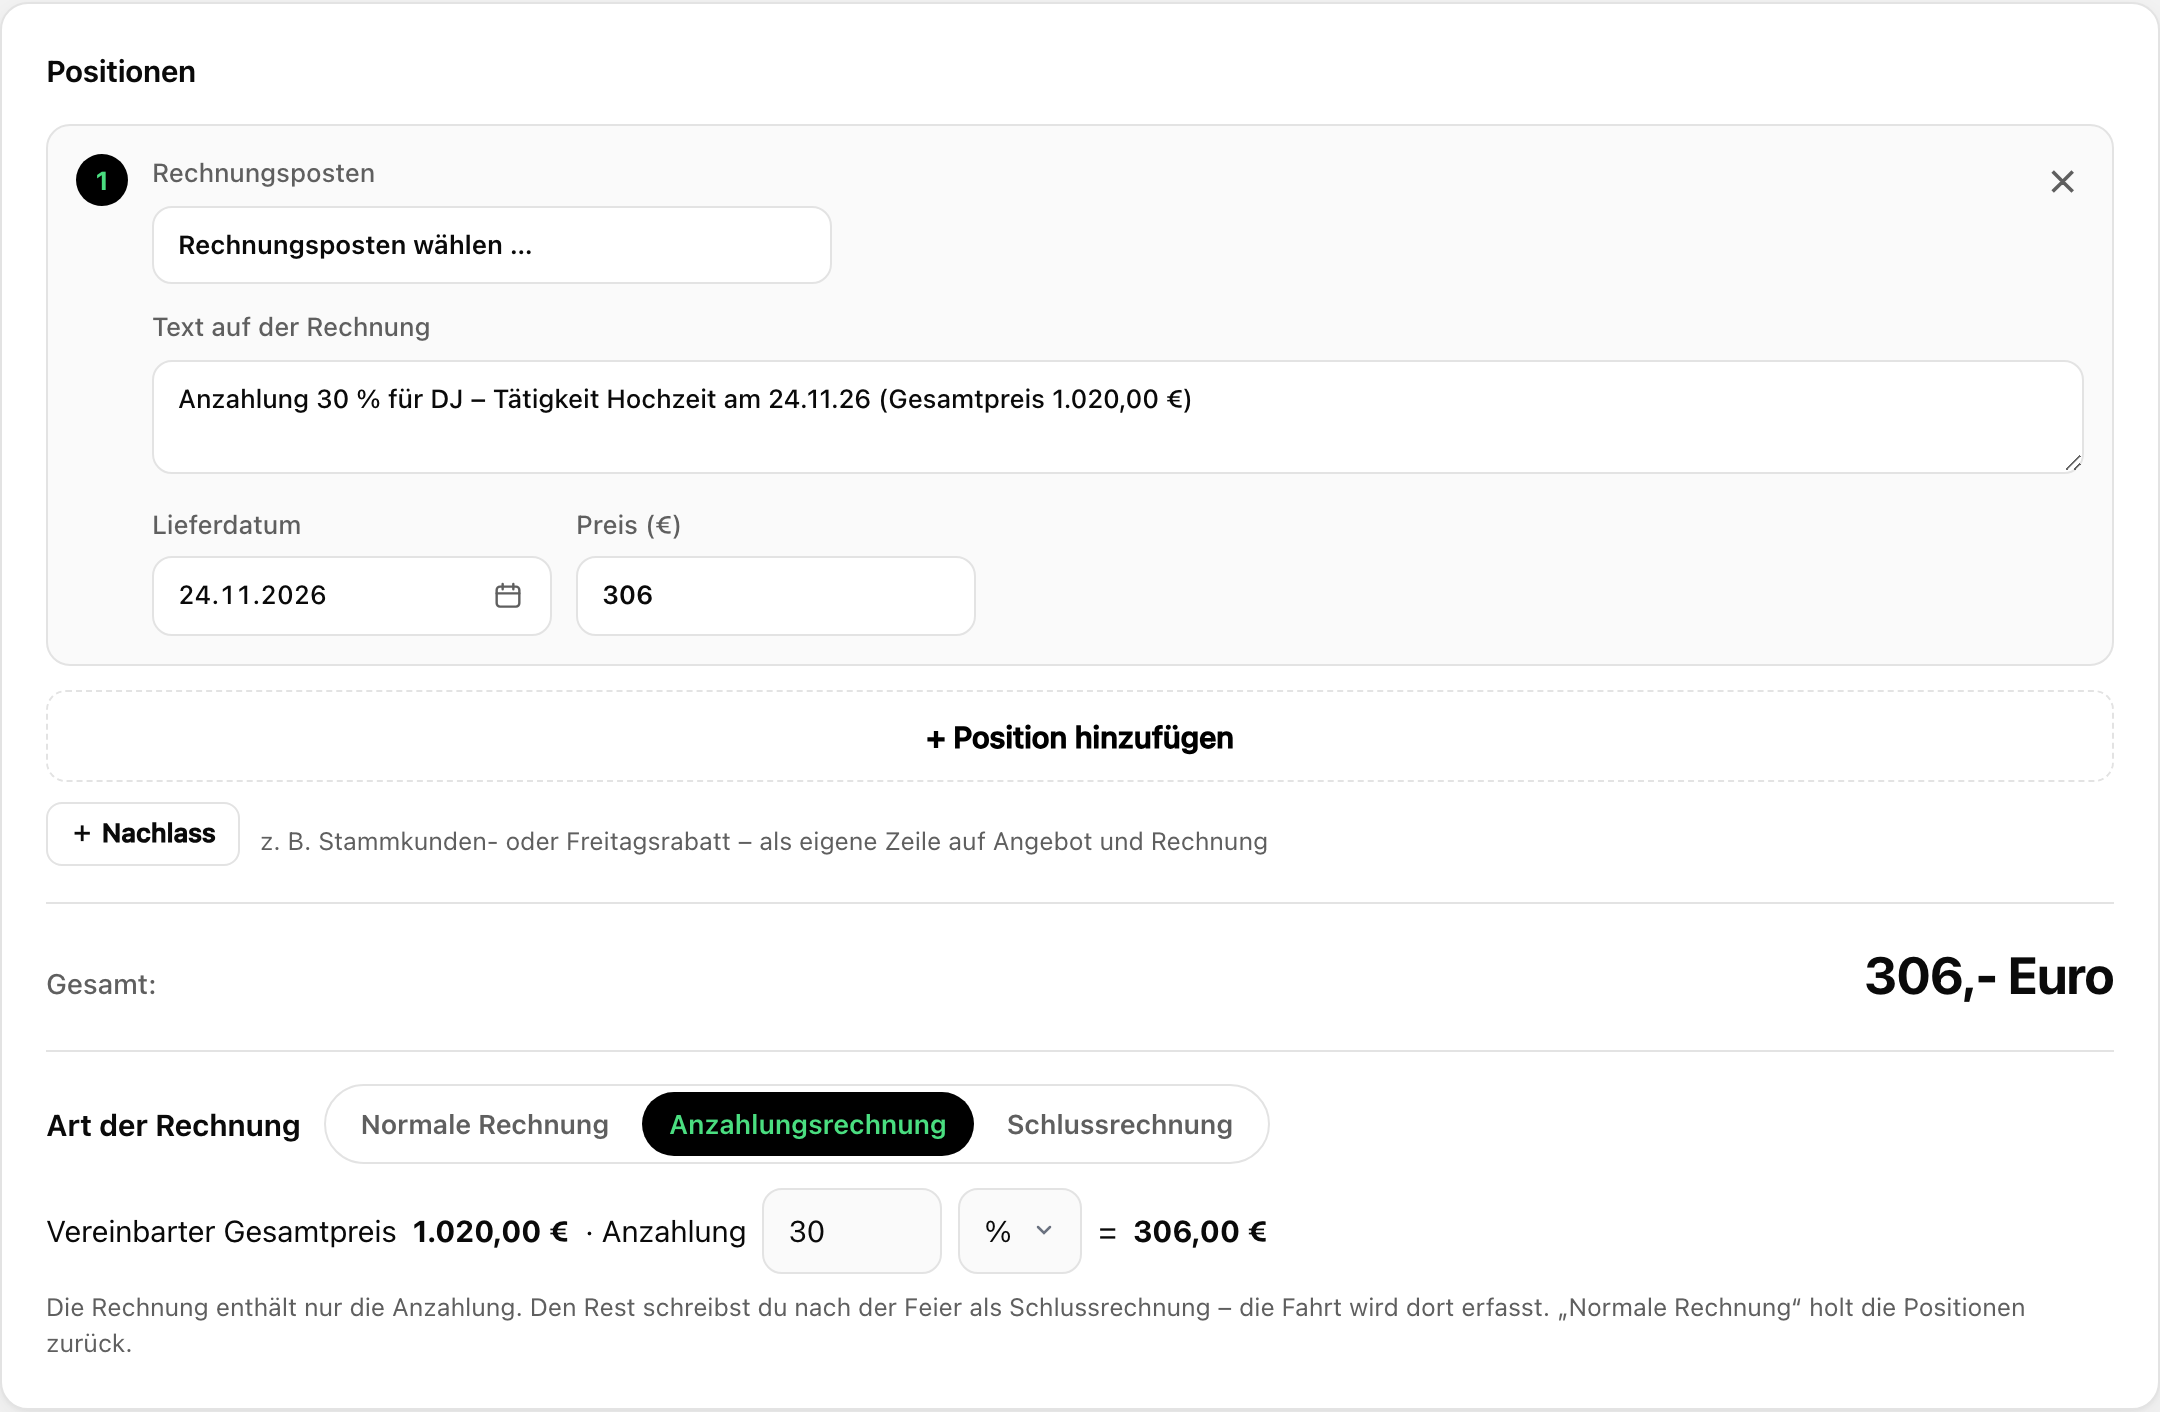 Positionen
1
Rechnungsposten
Rechnungsposten wählen ...
Text auf der Rechnung
Anzahlung 30 % für DJ – Tätigkeit Hochzeit am 24.11.26 (Gesamtpreis 1.020,00 €)
Lieferdatum
Preis (€)
24.11.2026
306
+ Position hinzufügen
+ Nachlass
z. B. Stammkunden- oder Freitagsrabatt – als eigene Zeile auf Angebot und Rechnung
Gesamt:
306,- Euro
Art der Rechnung
Normale Rechnung
Anzahlungsrechnung
Schlussrechnung
Vereinbarter Gesamtpreis 1.020,00 € · Anzahlung 30 % = 306,00 €
Die Rechnung enthält nur die Anzahlung. Den Rest schreibst du nach der Feier als Schlussrechnung – die Fahrt wird dort erfasst. „Normale Rechnung“ holt die Positionen
zurück.